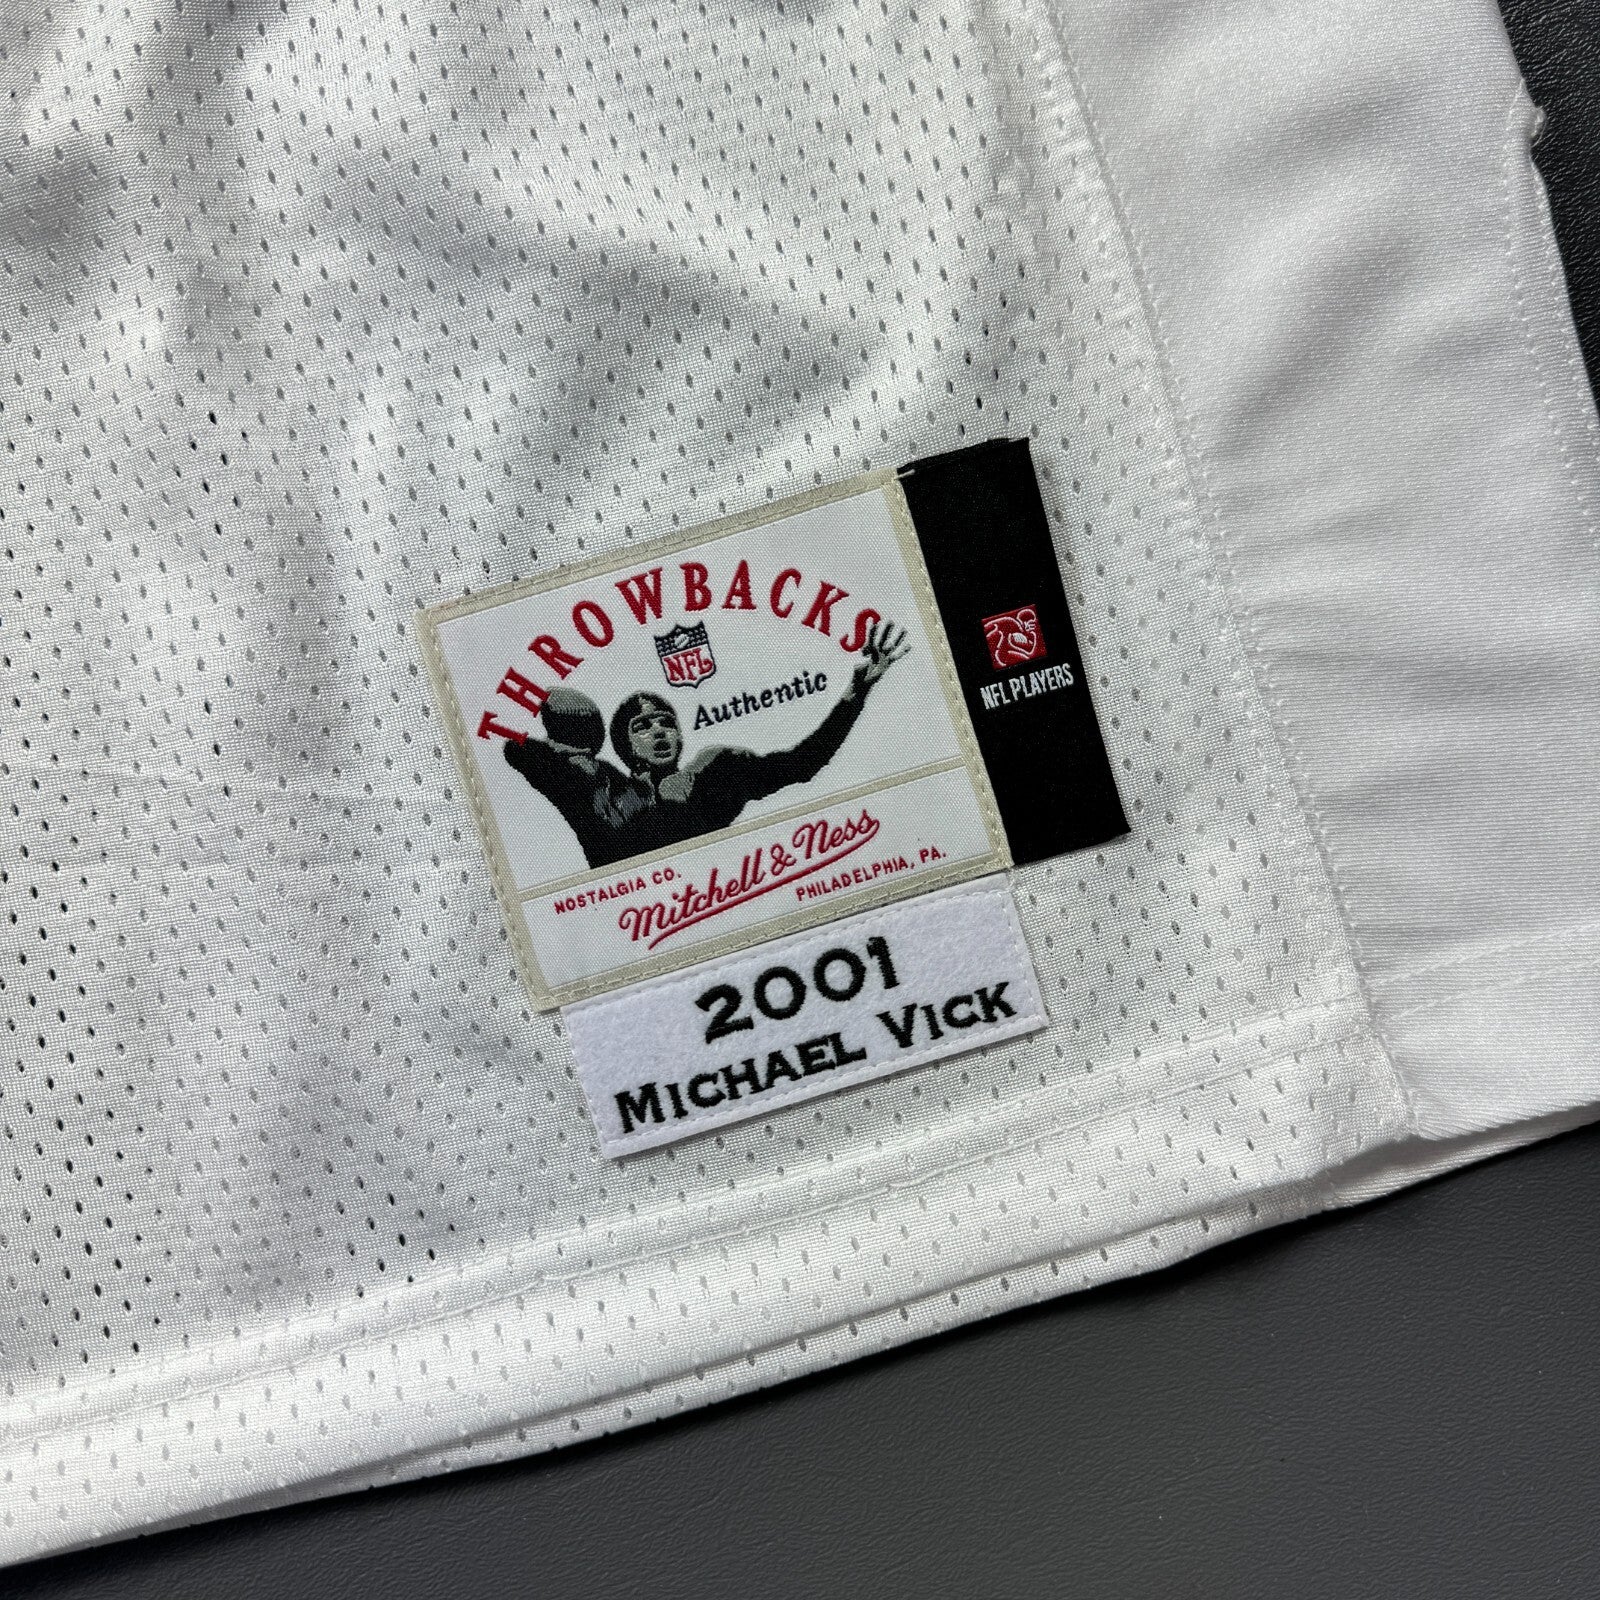 THROWBACKS
NFL
Authentic
NFL PLAYERS
NOSTALGIA CO.
Mitchell & Ness
PHILADELPHIA, PA.
2001
MICHAEL VICK